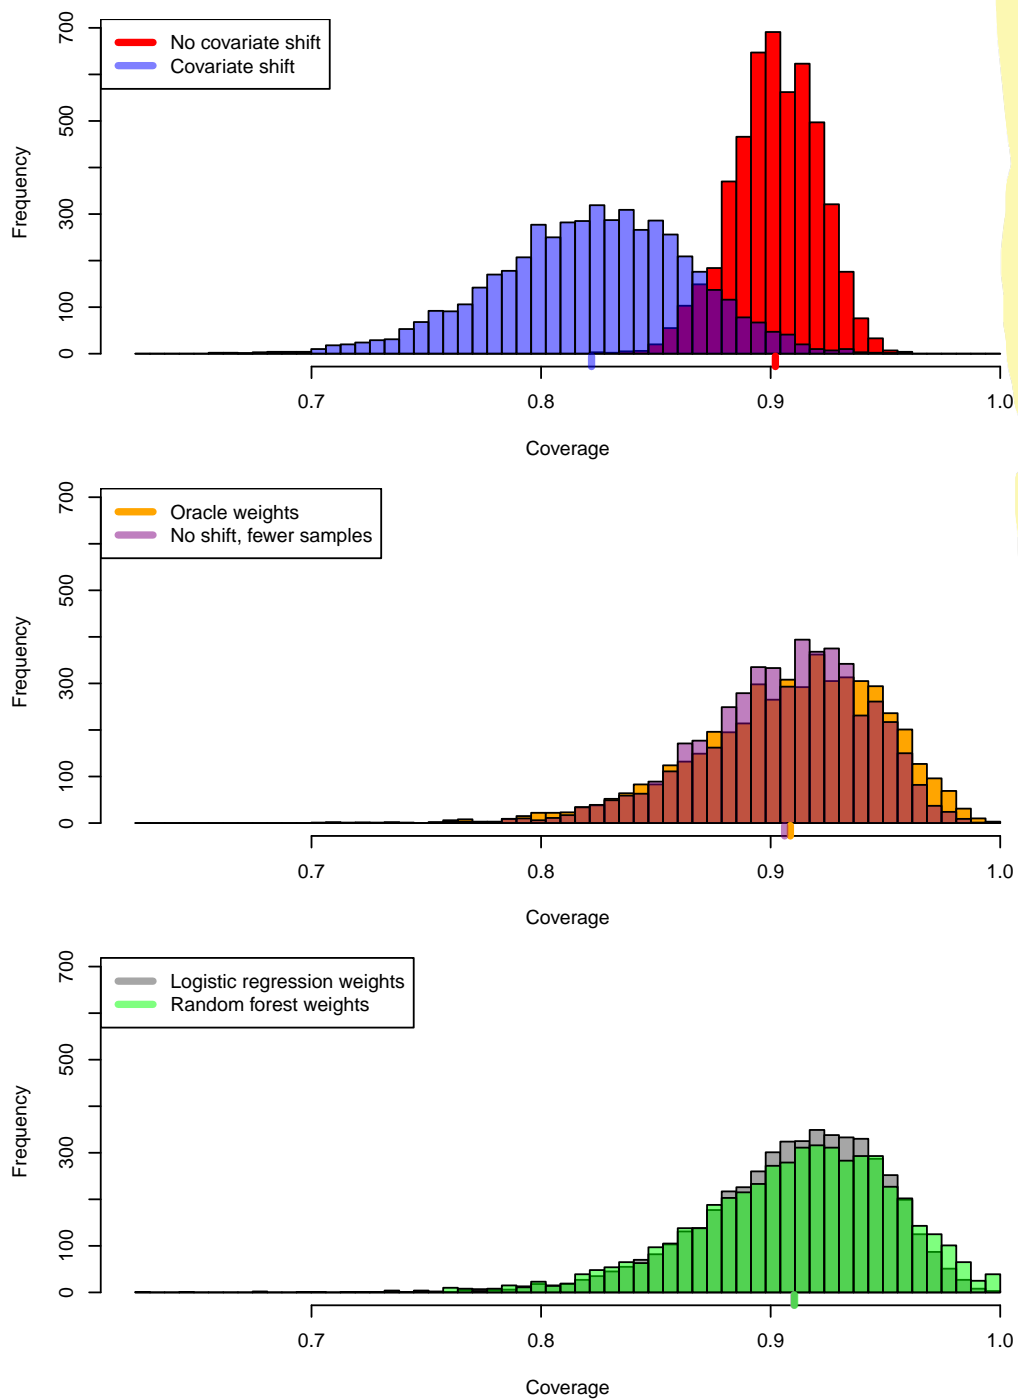 No covariate shift
Covariate shift
700
500
300
100
0
Frequency
0.7 0.8 0.9 1.0
Coverage
Oracle weights
No shift, fewer samples
700
500
300
100
0
Frequency
0.7 0.8 0.9 1.0
Coverage
Logistic regression weights
Random forest weights
700
500
300
100
0
Frequency
0.7 0.8 0.9 1.0
Coverage